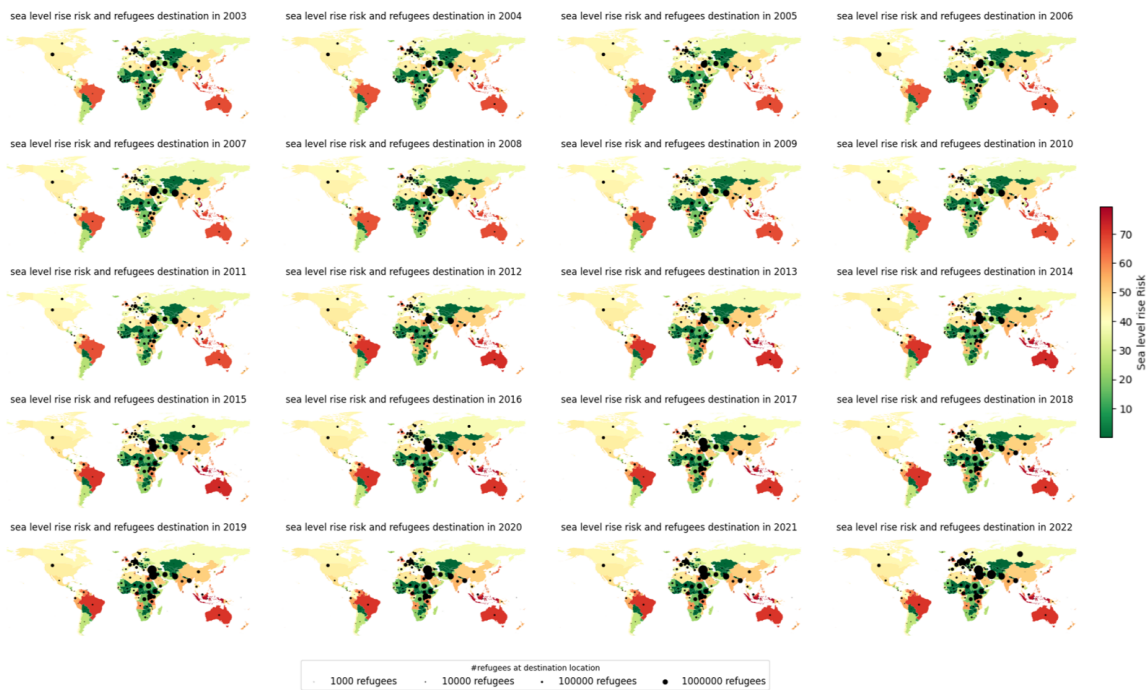 sea level rise risk and refugees destination in 2003
sea level rise risk and refugees destination in 2004
sea level rise risk and refugees destination in 2005
sea level rise risk and refugees destination in 2006
sea level rise risk and refugees destination in 2007
sea level rise risk and refugees destination in 2008
sea level rise risk and refugees destination in 2009
sea level rise risk and refugees destination in 2010
sea level rise risk and refugees destination in 2011
sea level rise risk and refugees destination in 2012
sea level rise risk and refugees destination in 2013
sea level rise risk and refugees destination in 2014
sea level rise risk and refugees destination in 2015
sea level rise risk and refugees destination in 2016
sea level rise risk and refugees destination in 2017
sea level rise risk and refugees destination in 2018
sea level rise risk and refugees destination in 2019
sea level rise risk and refugees destination in 2020
sea level rise risk and refugees destination in 2021
sea level rise risk and refugees destination in 2022
70
60
50
40
30
20
10
Sea level rise Risk
#refugees at destination location
1000 refugees
10000 refugees
100000 refugees
1000000 refugees